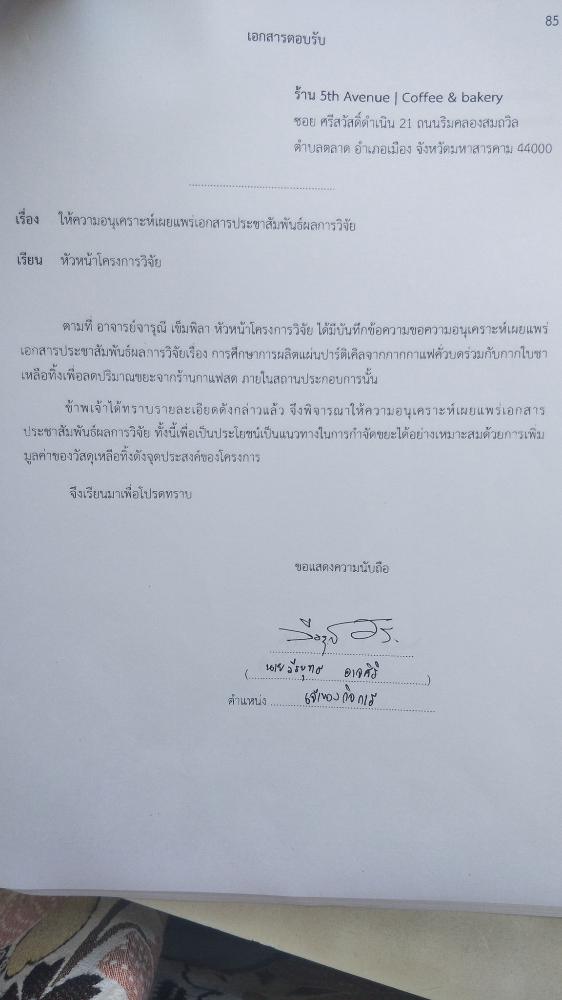 85
เอกสารตอบรับ
ร้าน 5th Avenue | Coffee & bakery
ซอย ศรีสวัสดิ์ดำเนิน 21 ถนนริมคลองสมถวิล
ตำบลตลาด อำเภอเมือง จังหวัดมหาสารคาม 44000
เรื่อง ให้ความอนุเคราะห์เผยแพร่เอกสารประชาสัมพันธ์ผลการวิจัย
เรียน หัวหน้าโครงการวิจัย
ตามที่ อาจารย์จารุณี เข็มพิลา หัวหน้าโครงการวิจัย ได้มีบันทึกข้อความขอความอนุเคราะห์เผยแพร่
เอกสารประชาสัมพันธ์ผลการวิจัยเรื่อง การศึกษาการผลิตแผ่นปาร์ติเคิลจากกากกาแฟคั่วบดร่วมกับกากใบชา
เหลือทิ้งเพื่อลดปริมาณขยะจากร้านกาแฟสด ภายในสถานประกอบการนั้น
ข้าพเจ้าได้ทราบรายละเอียดดังกล่าวแล้ว จึงพิจารณาให้ความอนุเคราะห์เผยแพร่เอกสาร
ประชาสัมพันธ์ผลการวิจัย ทั้งนี้เพื่อเป็นประโยชน์เป็นแนวทางในการกำจัดขยะได้อย่างเหมาะสมด้วยการเพิ่ม
มูลค่าของวัสดุเหลือทิ้งดังจุดประสงค์ของโครงการ
จึงเรียนมาเพื่อโปรดทราบ
ขอแสดงความนับถือ
(นายวีรยุทธ อาจศิริ)
ตำแหน่ง เจ้าของกิจการ